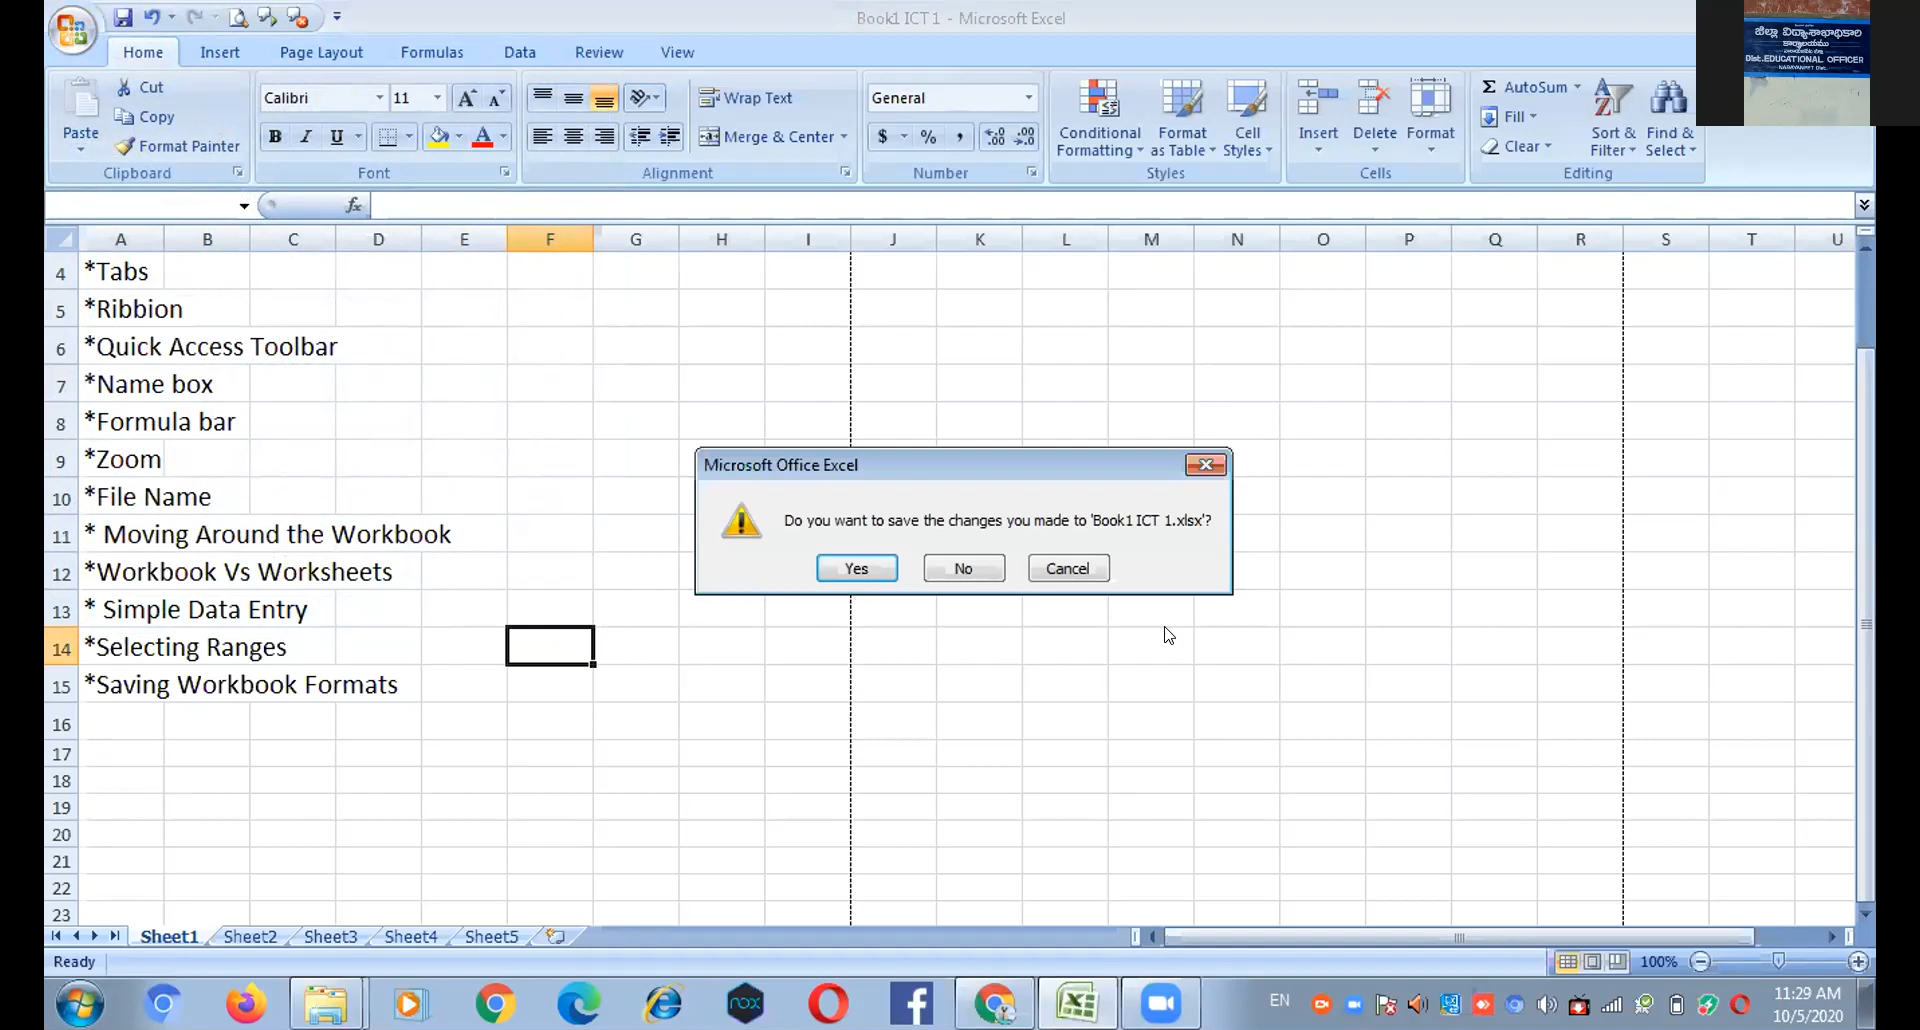 Book1 ICT 1 - Microsoft Excel
Home Insert Page Layout Formulas Data Review View
Paste
Cut
Copy
Format Painter
Clipboard
Calibri 11
B I U A
Font
Wrap Text
Merge & Center
Alignment
General
$ % ,
Number
Conditional Formatting
Format as Table
Cell Styles
Styles
Insert Delete Format
Cells
Σ AutoSum
Fill
Clear
Sort & Filter
Find & Select
Editing
జిల్లా విద్యాశాఖాధికారి
కార్యాలయము
Dist.EDUCATIONAL OFFICER
NARAYANPET Dist.
fx
A B C D E F G H I J K L M N O P Q R S T U
4 *Tabs
5 *Ribbion
6 *Quick Access Toolbar
7 *Name box
8 *Formula bar
9 *Zoom
10 *File Name
11 * Moving Around the Workbook
12 *Workbook Vs Worksheets
13 * Simple Data Entry
14 *Selecting Ranges
15 *Saving Workbook Formats
16
17
18
19
20
21
22
23
Microsoft Office Excel
Do you want to save the changes you made to 'Book1 ICT 1.xlsx'?
Yes No Cancel
Sheet1 Sheet2 Sheet3 Sheet4 Sheet5
Ready 100%
nox
EN
11:29 AM
10/5/2020